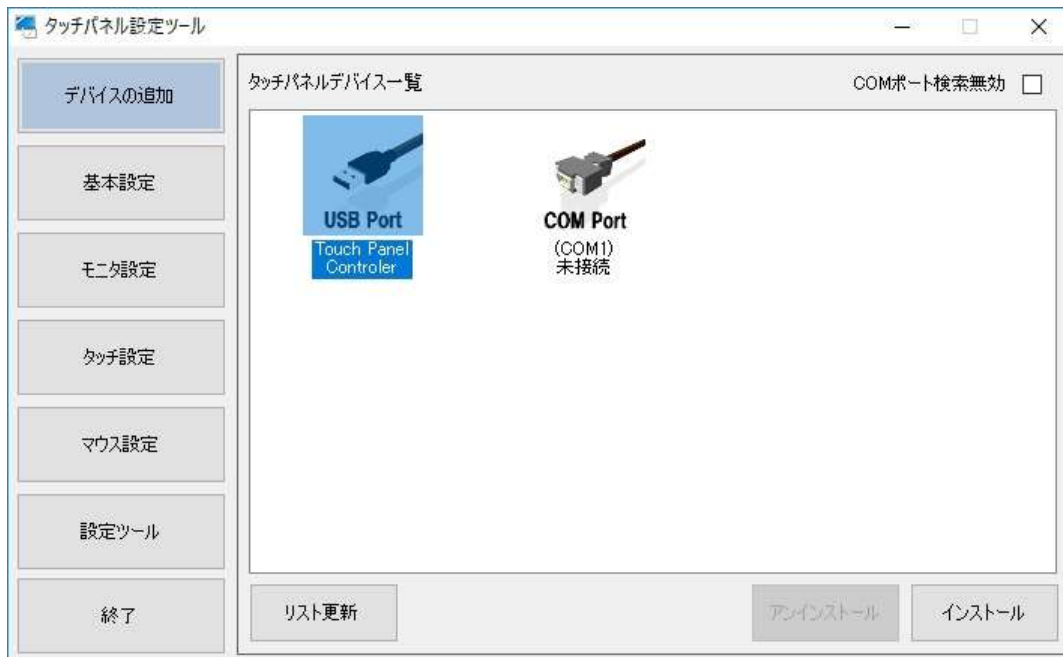 タッチパネル設定ツール
デバイスの追加
基本設定
モニタ設定
タッチ設定
マウス設定
設定ツール
終了
タッチパネルデバイス一覧
COMポート検索無効
USB Port
Touch Panel
Controler
COM Port
(COM1)
未接続
リスト更新
アンインストール
インストール